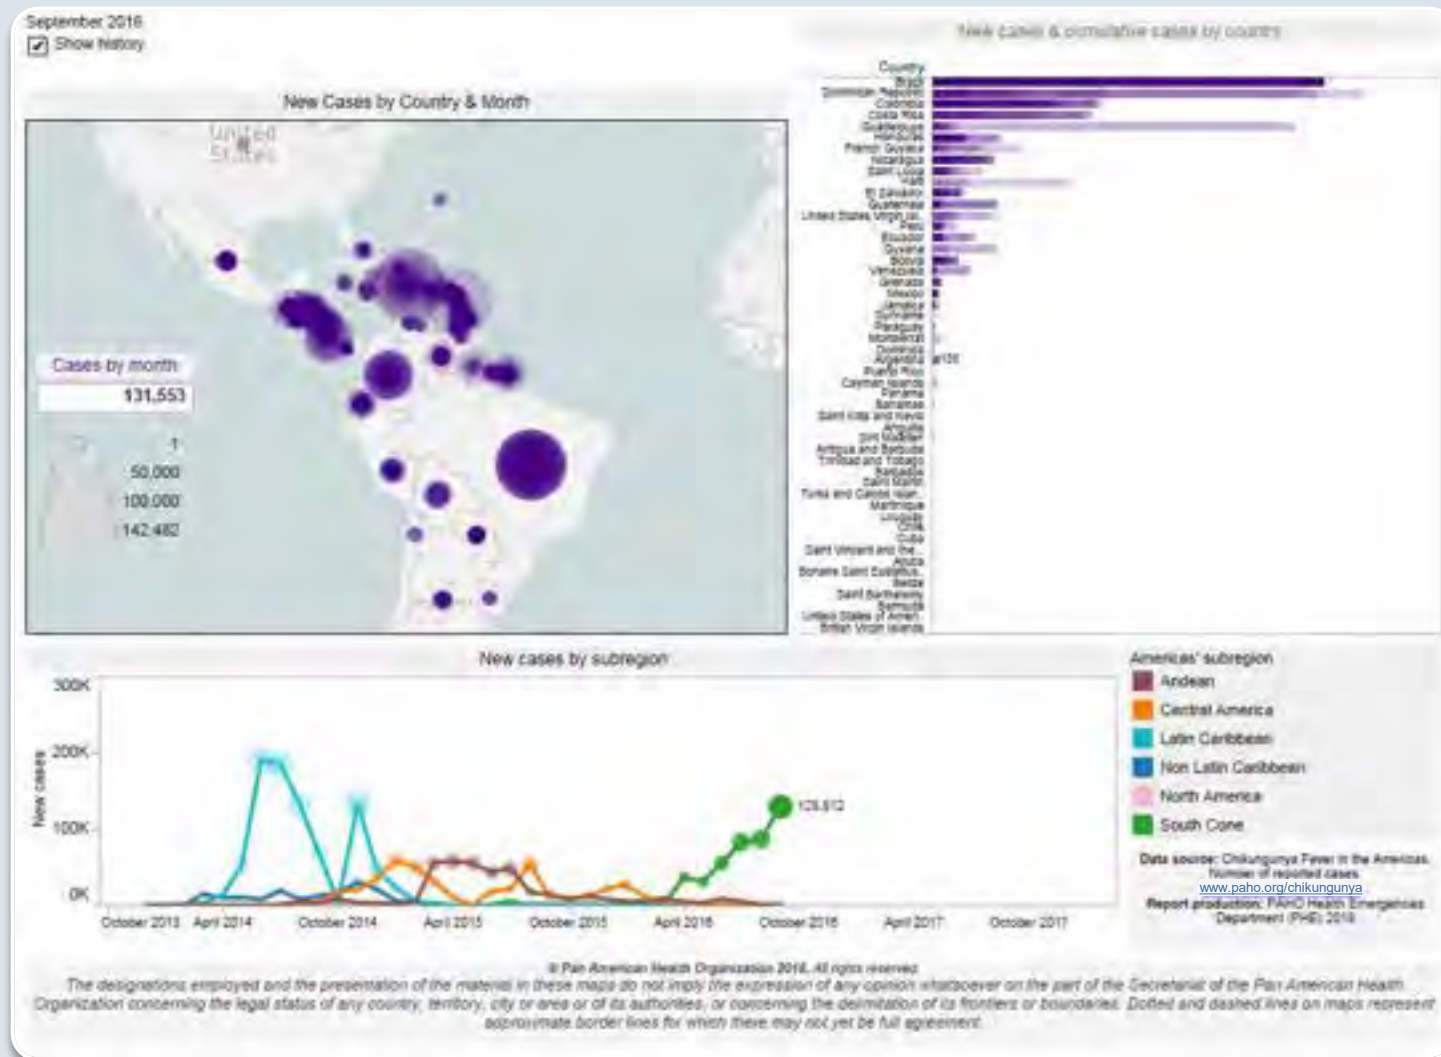 September 2016
Show history
New cases & cumulative cases by country
New Cases by Country & Month
United
States
Cases by month
131,553
1
50,000
100,000
142,482
Country
Brazil
Dominican Republic
Colombia
Costa Rica
Guadeloupe
Honduras
French Guyana
Nicaragua
Saint Lucia
Haiti
El Salvador
Guatemala
United States Virgin Isl..
Peru
Ecuador
Guyana
Bolivia
Venezuela
Grenada
Mexico
Jamaica
Suriname
Paraguay
Montserrat
Dominica
Argentina
Puerto Rico
Cayman Islands
Panama
Bahamas
Saint Kitts and Nevis
Anguilla
Sint Maarten
Antigua and Barbuda
Trinidad and Tobago
Barbados
Saint Martin
Turks and Caicos Islan..
Martinique
Uruguay
Chile
Cuba
Saint Vincent and the...
Aruba
Bonaire Saint Eustatius..
Belize
Saint Barthelemy
Bermuda
United States of Ameri..
British Virgin Islands
New cases by subregion
New cases
300K
200K
100K
0K
October 2013 April 2014 October 2014 April 2015 October 2015 April 2016 October 2016 April 2017 October 2017
Americas' subregion
Andean
Central America
Latin Caribbean
Non Latin Caribbean
North America
South Cone
Data source: Chikungunya Fever in the Americas.
Number of reported cases.
www.paho.org/chikungunya
Report production: PAHO Health Emergencies
Department (PHE) 2016
© Pan American Health Organization 2016. All rights reserved.
The designations employed and the presentation of the material in these maps do not imply the expression of any opinion whatsoever on the part of the Secretariat of the Pan American Health
Organization concerning the legal status of any country, territory, city or area or of its authorities, or concerning the delimitation of its frontiers or boundaries. Dotted and dashed lines on maps represent
approximate border lines for which there may not yet be full agreement.